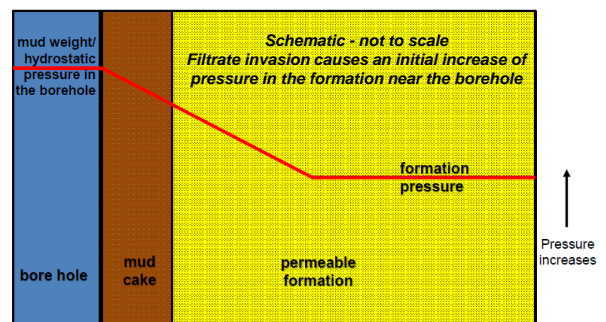 mud weight/
hydrostatic
pressure in
the borehole
Schematic - not to scale
Filtrate invasion causes an initial increase of
pressure in the formation near the borehole
formation
pressure
Pressure
increases
bore hole
mud
cake
permeable
formation